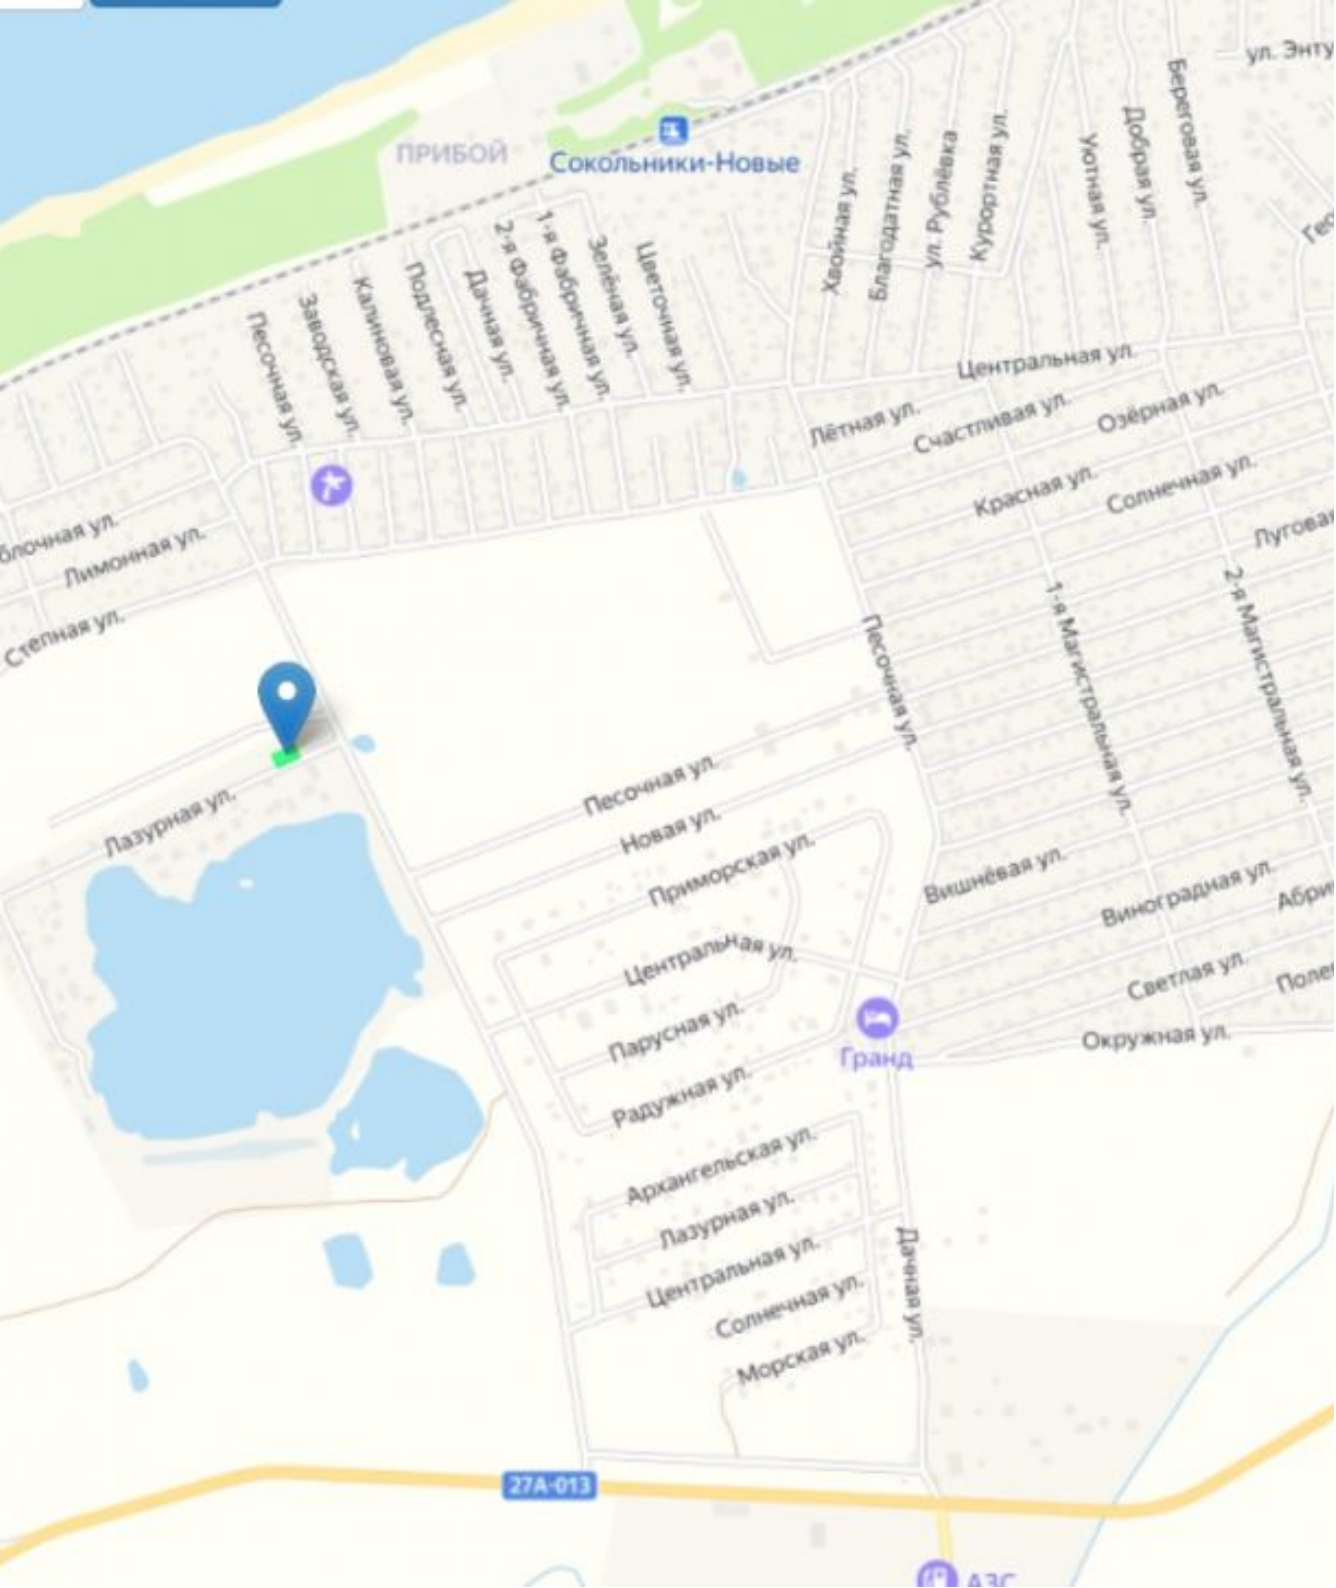 ул. Энту
Береговая ул.
Добрая ул.
Уютная ул.
Курортная ул.
ул. Рублёвка
Благодатная ул.
Хвойная ул.
ПРИБОЙ
Сокольники-Новые
Гео
1-я Фабричная ул.
2-я Фабричная ул.
Зелёная ул.
Цветочная ул.
Дачная ул.
Подлесная ул.
Калиновая ул.
Заводская ул.
Песочная ул.
Центральная ул.
Лётная ул.
Счастливая ул.
Озёрная ул.
Красная ул.
Солнечная ул.
Луговая
блочная ул.
Лимонная ул.
Степная ул.
1-я Магистральная ул.
2-я Магистральная ул.
Песочная ул.
Лазурная ул.
Песочная ул.
Новая ул.
Приморская ул.
Вишнёвая ул.
Виноградная ул.
Абри
Центральная ул.
Светлая ул.
Полев
Парусная ул.
Гранд
Окружная ул.
Радужная ул.
Архангельская ул.
Лазурная ул.
Центральная ул.
Дачная ул.
Солнечная ул.
Морская ул.
27А-013
АЗС